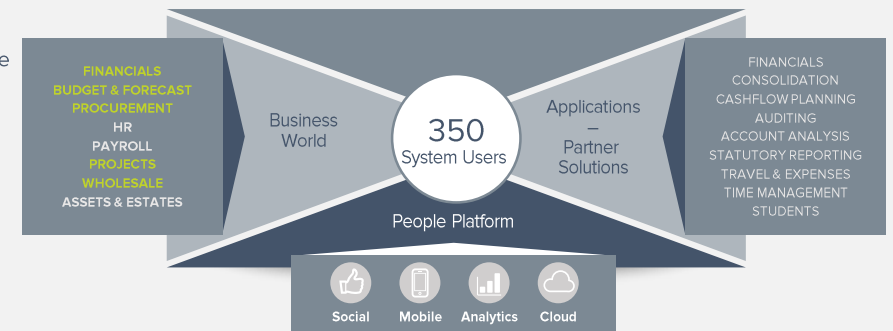 e
FINANCIALS
BUDGET & FORECAST
PROCUREMENT
HR
PAYROLL
PROJECTS
WHOLESALE
ASSETS & ESTATES
Business
World
350
System Users
Applications
–
Partner
Solutions
FINANCIALS
CONSOLIDATION
CASHFLOW PLANNING
AUDITING
ACCOUNT ANALYSIS
STATUTORY REPORTING
TRAVEL & EXPENSES
TIME MANAGEMENT
STUDENTS
People Platform
Social
Mobile
Analytics
Cloud